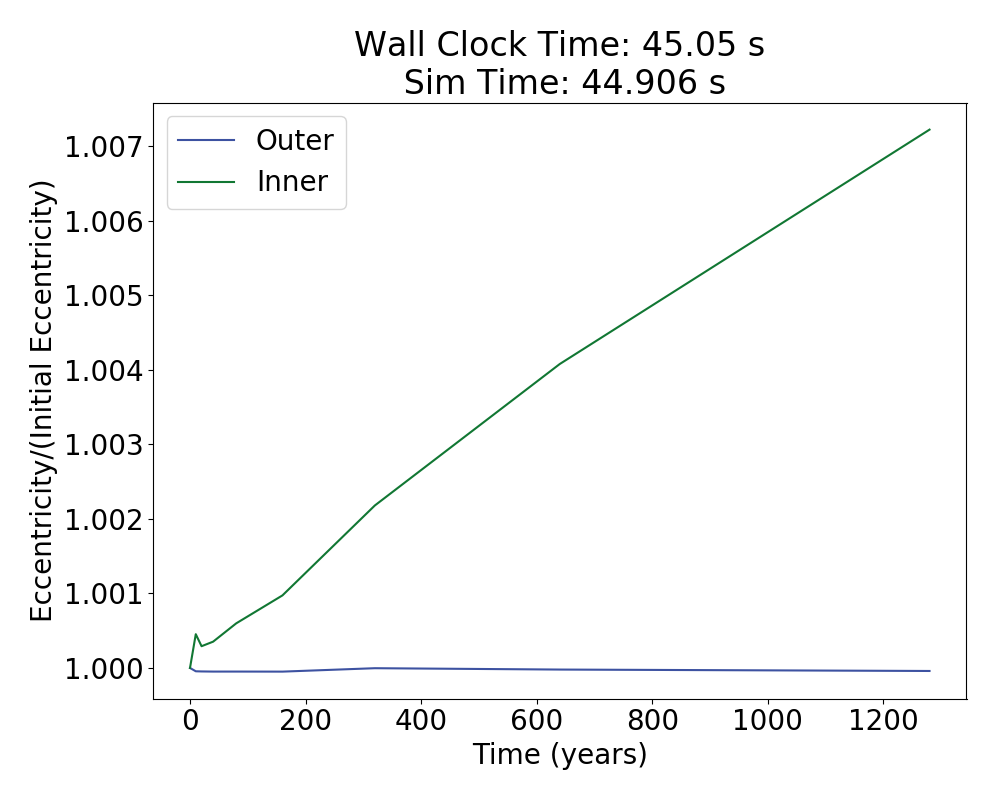 Wall Clock Time: 45.05 s
Sim Time: 44.906 s
Outer
Inner
Eccentricity/(Initial Eccentricity)
1.007
1.006
1.005
1.004
1.003
1.002
1.001
1.000
0 200 400 600 800 1000 1200
Time (years)